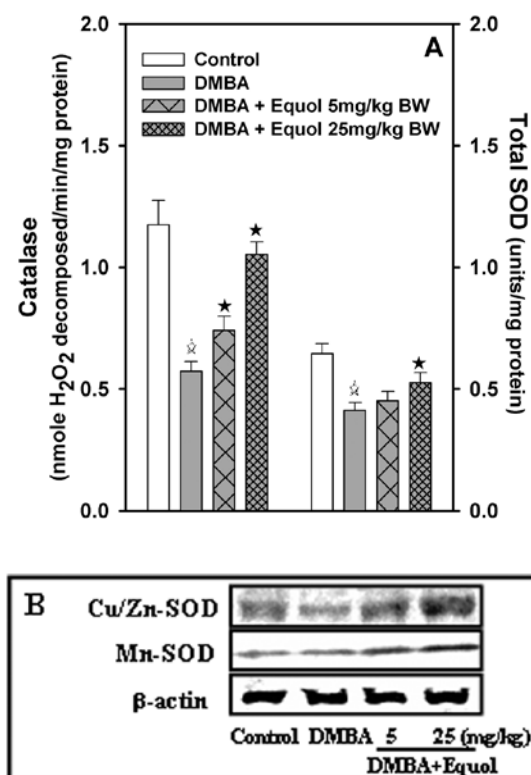 2.0
1.5
1.0
0.5
0.0
Catalase
(nmole H₂O₂ decomposed/min/mg protein)
A
Control
DMBA
DMBA + Equol 5mg/kg BW
DMBA + Equol 25mg/kg BW
2.0
1.5
1.0
0.5
0.0
Total SOD
(units/mg protein)
B
Cu/Zn-SOD
Mn-SOD
β-actin
Control DMBA 5 25 (mg/kg)
DMBA+Equol